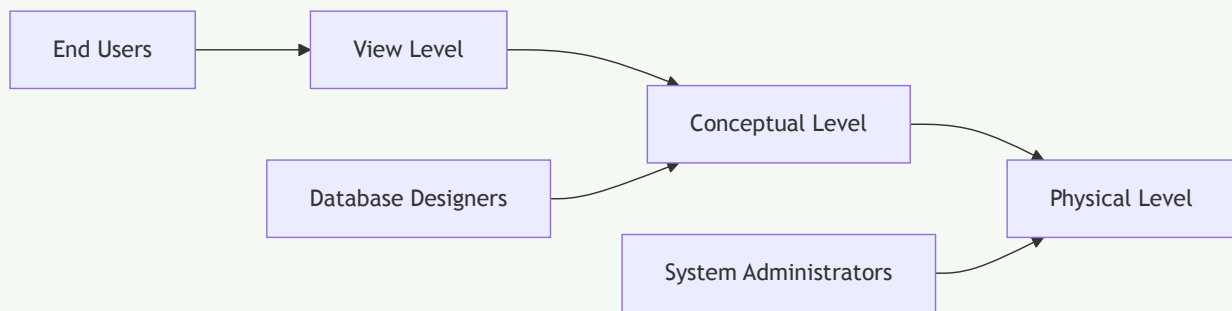 End Users
View Level
Conceptual Level
Database Designers
Physical Level
System Administrators